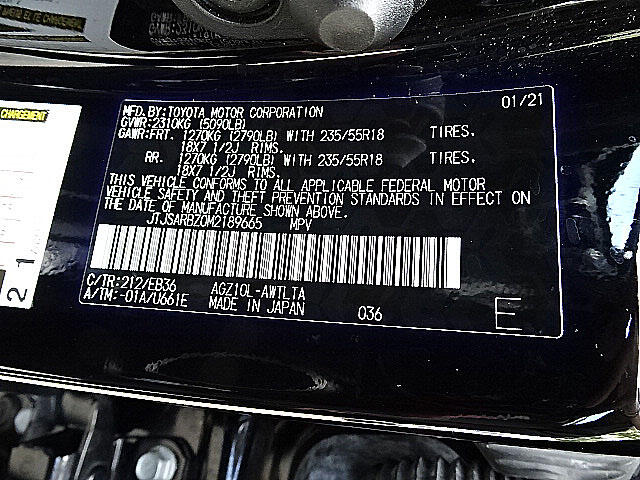 CHARGEMENT
21
MFD. BY: TOYOTA MOTOR CORPORATION 01/21
GVWR: 2310KG (5090LB)
GAWR: FRT. 1270KG (2790LB) WITH 235/55R18 TIRES.
18X7 1/2J RIMS.
RR. 1270KG (2790LB) WITH 235/55R18 TIRES.
18X7 1/2J RIMS.
THIS VEHICLE CONFORMS TO ALL APPLICABLE FEDERAL MOTOR
VEHICLE SAFETY AND THEFT PREVENTION STANDARDS IN EFFECT ON
THE DATE OF MANUFACTURE SHOWN ABOVE.
JTJSARBZ0M2189665 MPV
C/TR: 212/EB36 AGZ10L-AWTLTA
A/TM: -01A/U661E MADE IN JAPAN 036 E